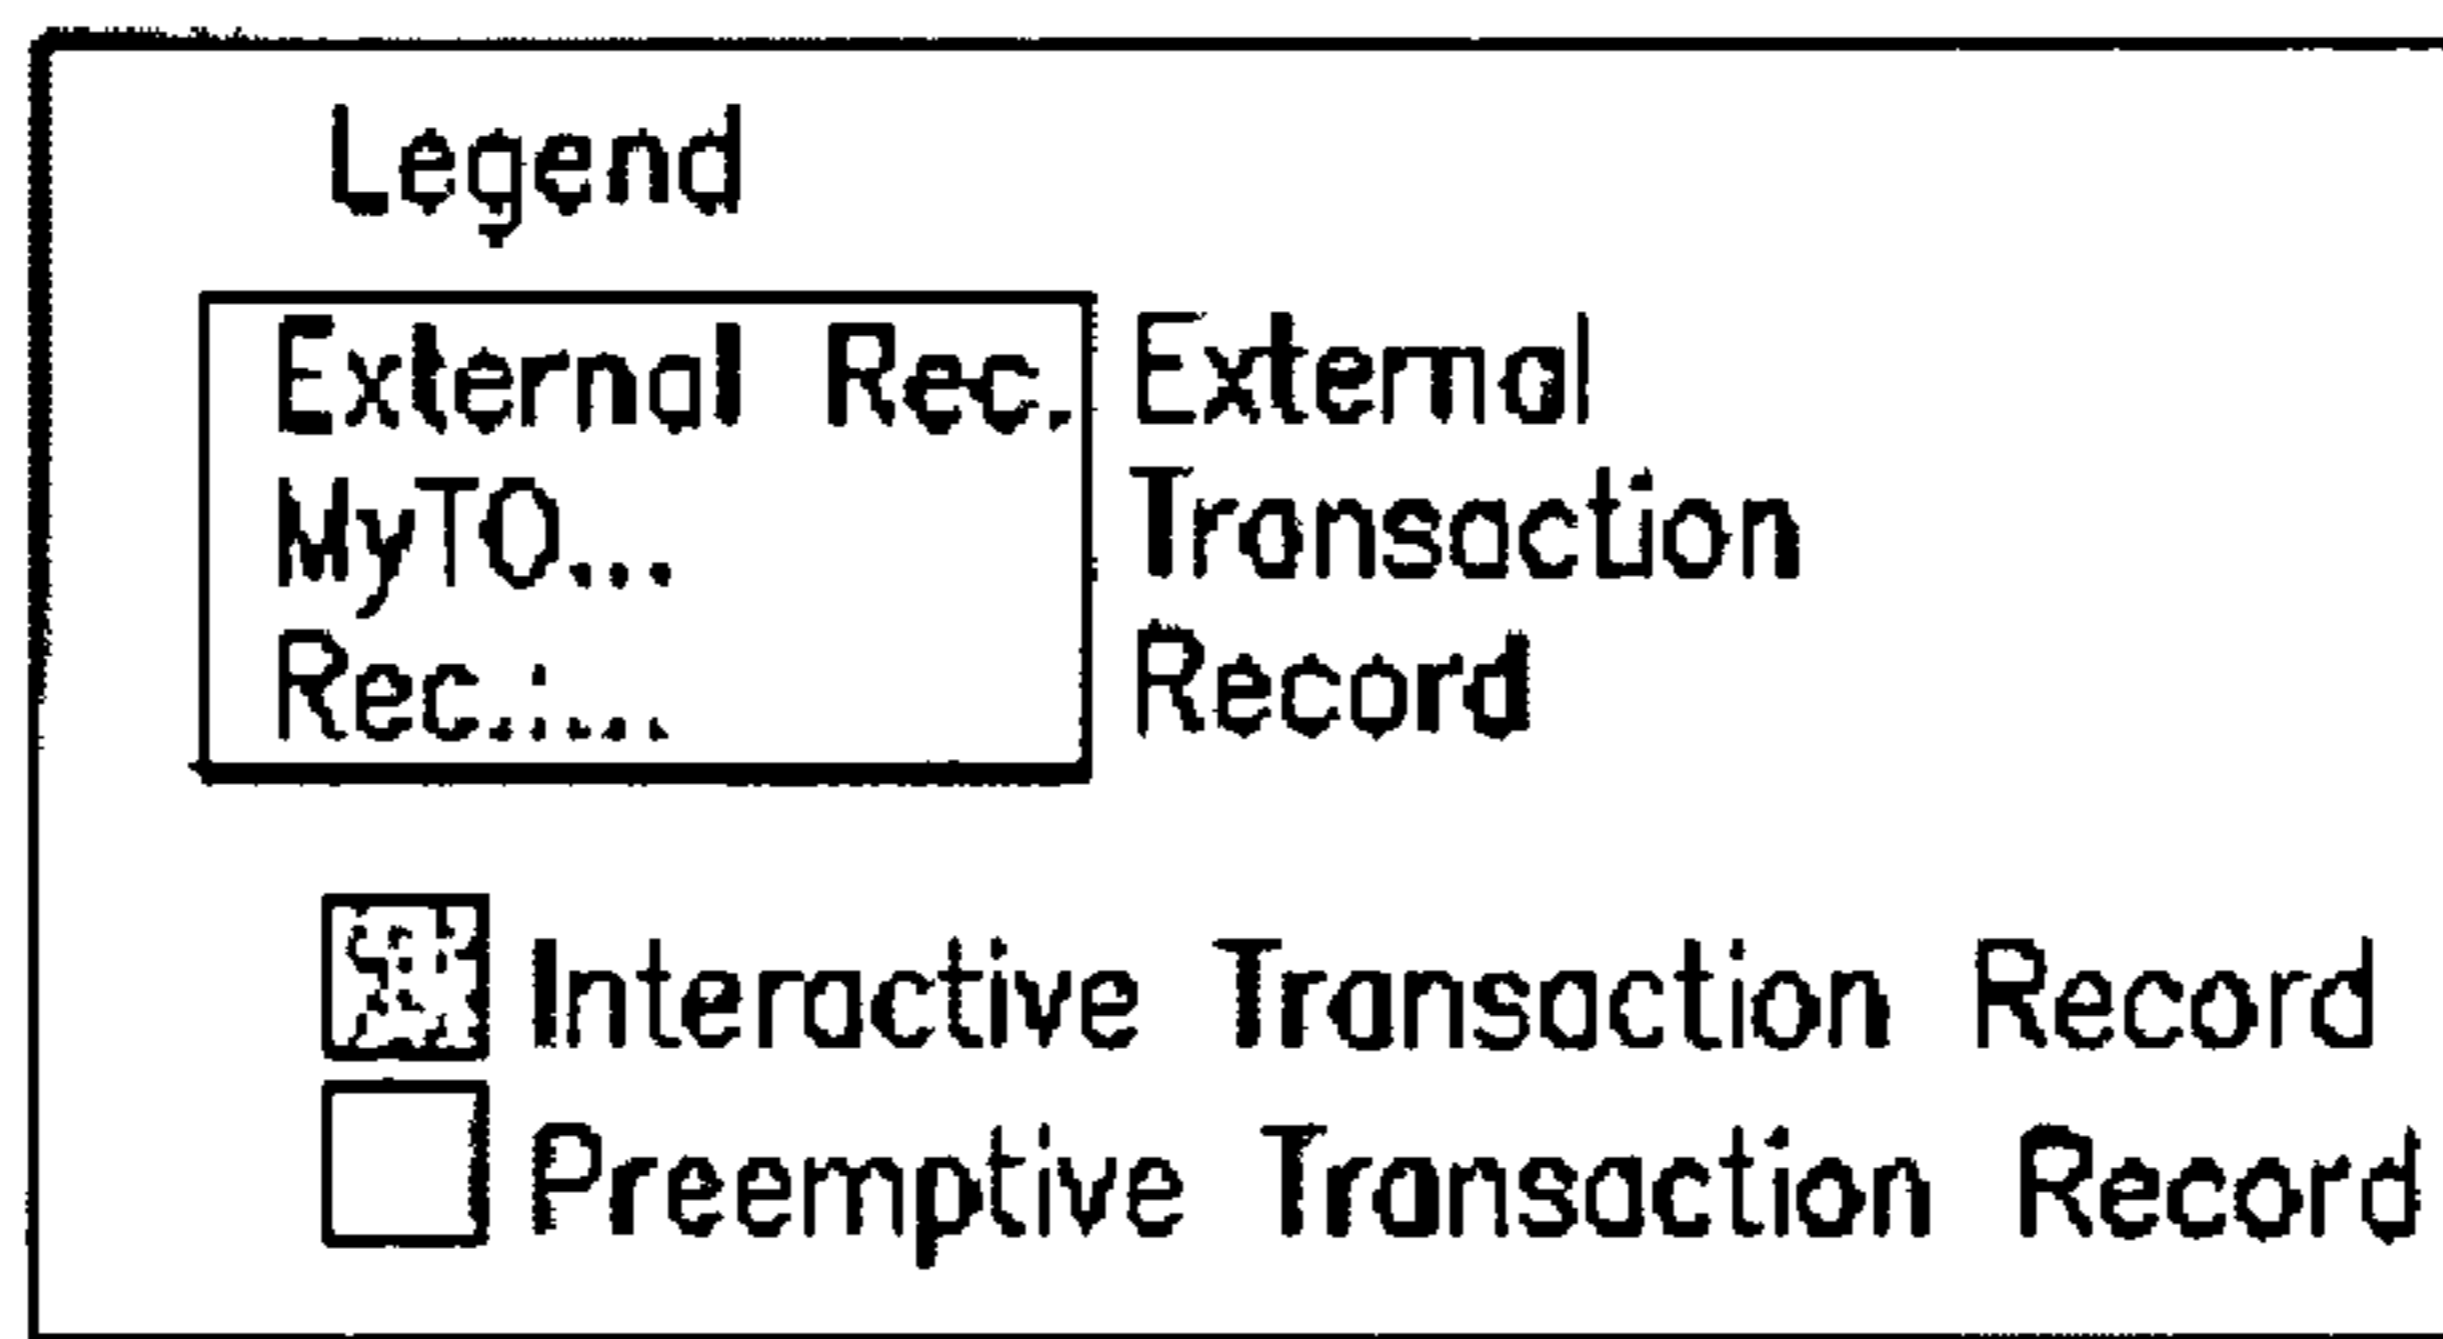 Legend
External Rec.
MyTO...
Rec.:...
External
Transaction
Record
Interactive Transaction Record
Preemptive Transaction Record